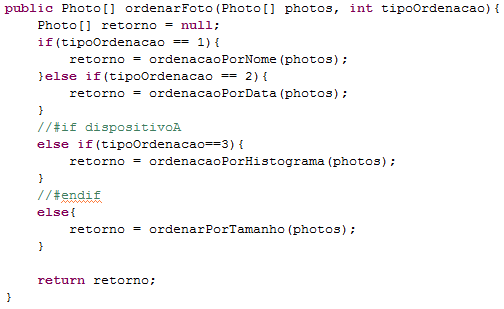 public Photo[] ordenarFoto(Photo[] photos, int tipoOrdenacao){
    Photo[] retorno = null;
    if(tipoOrdenacao == 1){
        retorno = ordenacaoPorNome(photos);
    }else if(tipoOrdenacao == 2){
        retorno = ordenacaoPorData(photos);
    }
    //#if dispositivoA
    else if(tipoOrdenacao==3){
        retorno = ordenacaoPorHistograma(photos);
    }
    //#endif
    else{
        retorno = ordenarPorTamanho(photos);
    }

    return retorno;
}